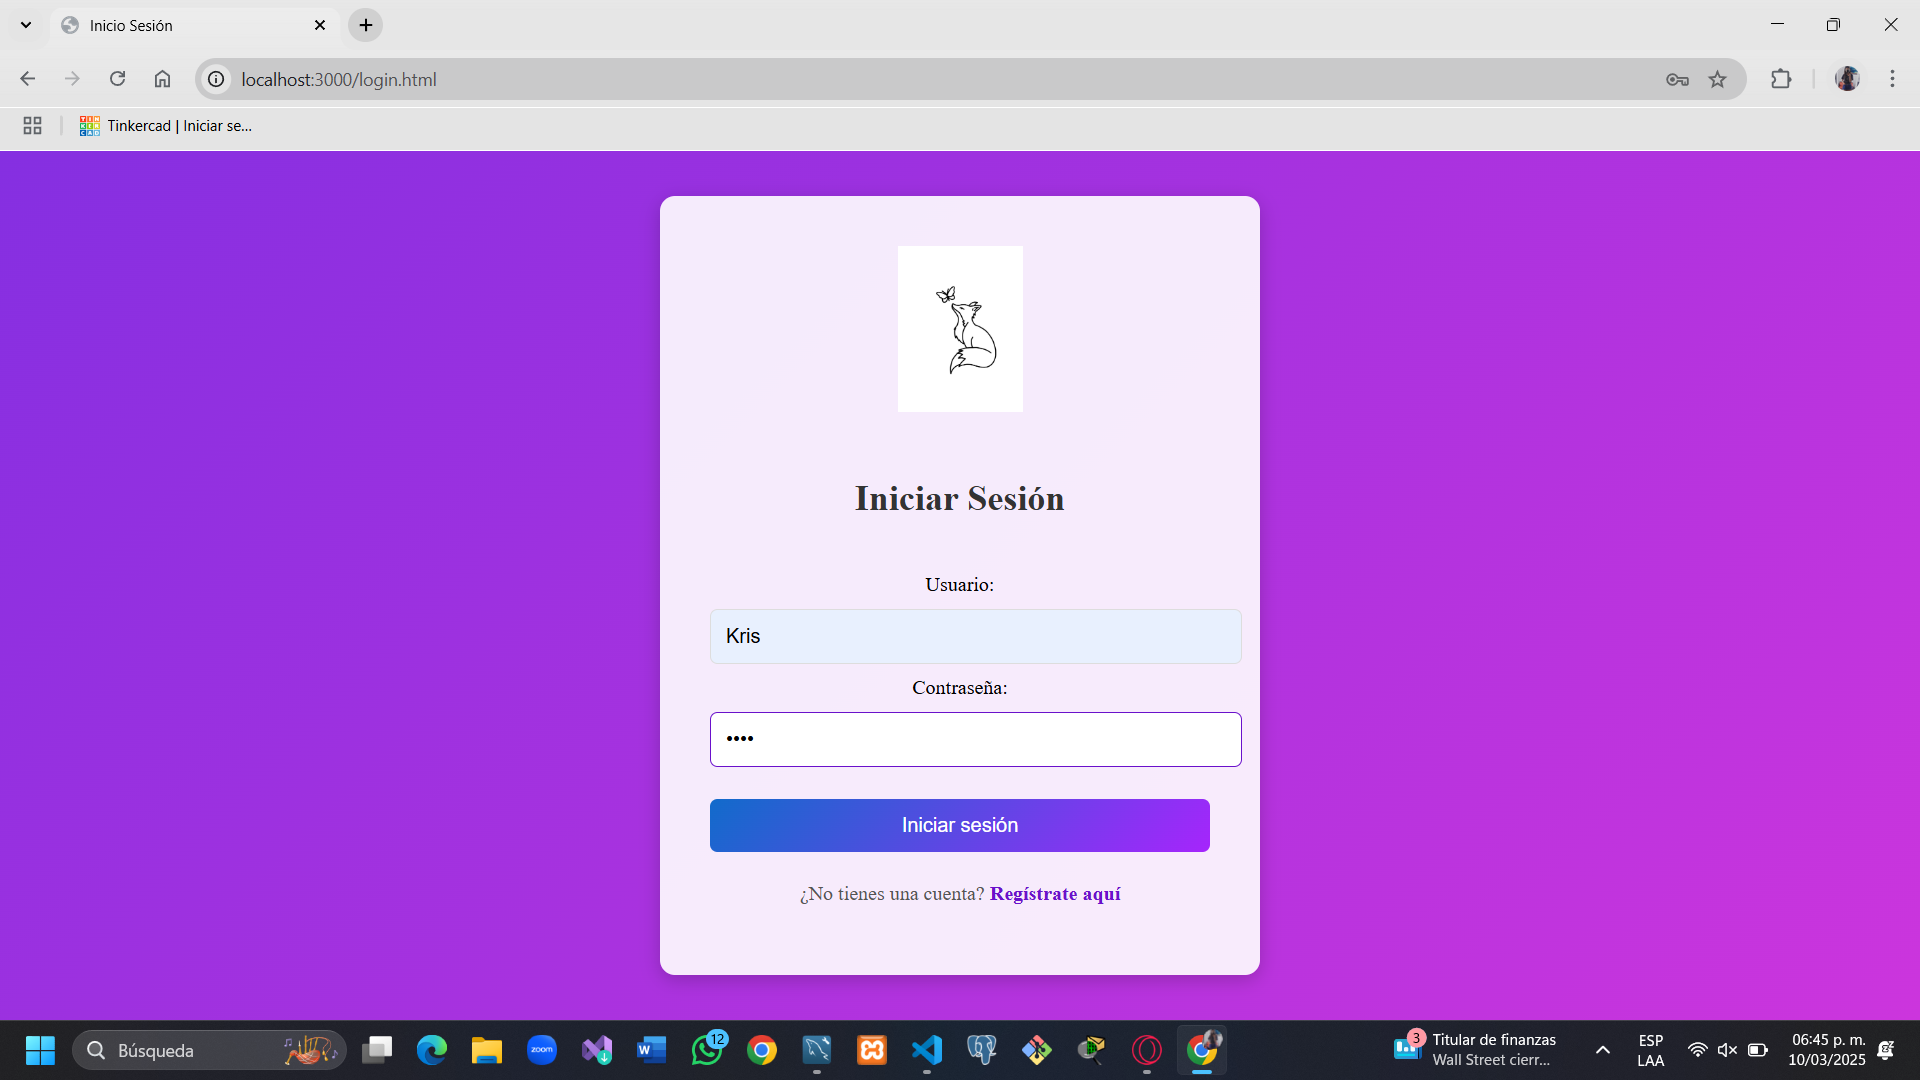 Inicio Sesión
localhost:3000/login.html
Tinkercad | Iniciar se...
Iniciar Sesión
Usuario:
Kris
Contraseña:
••••
Iniciar sesión
¿No tienes una cuenta? Regístrate aquí
Búsqueda
zoom
12
3
Titular de finanzas
Wall Street cierr...
ESP
LAA
06:45 p. m.
10/03/2025